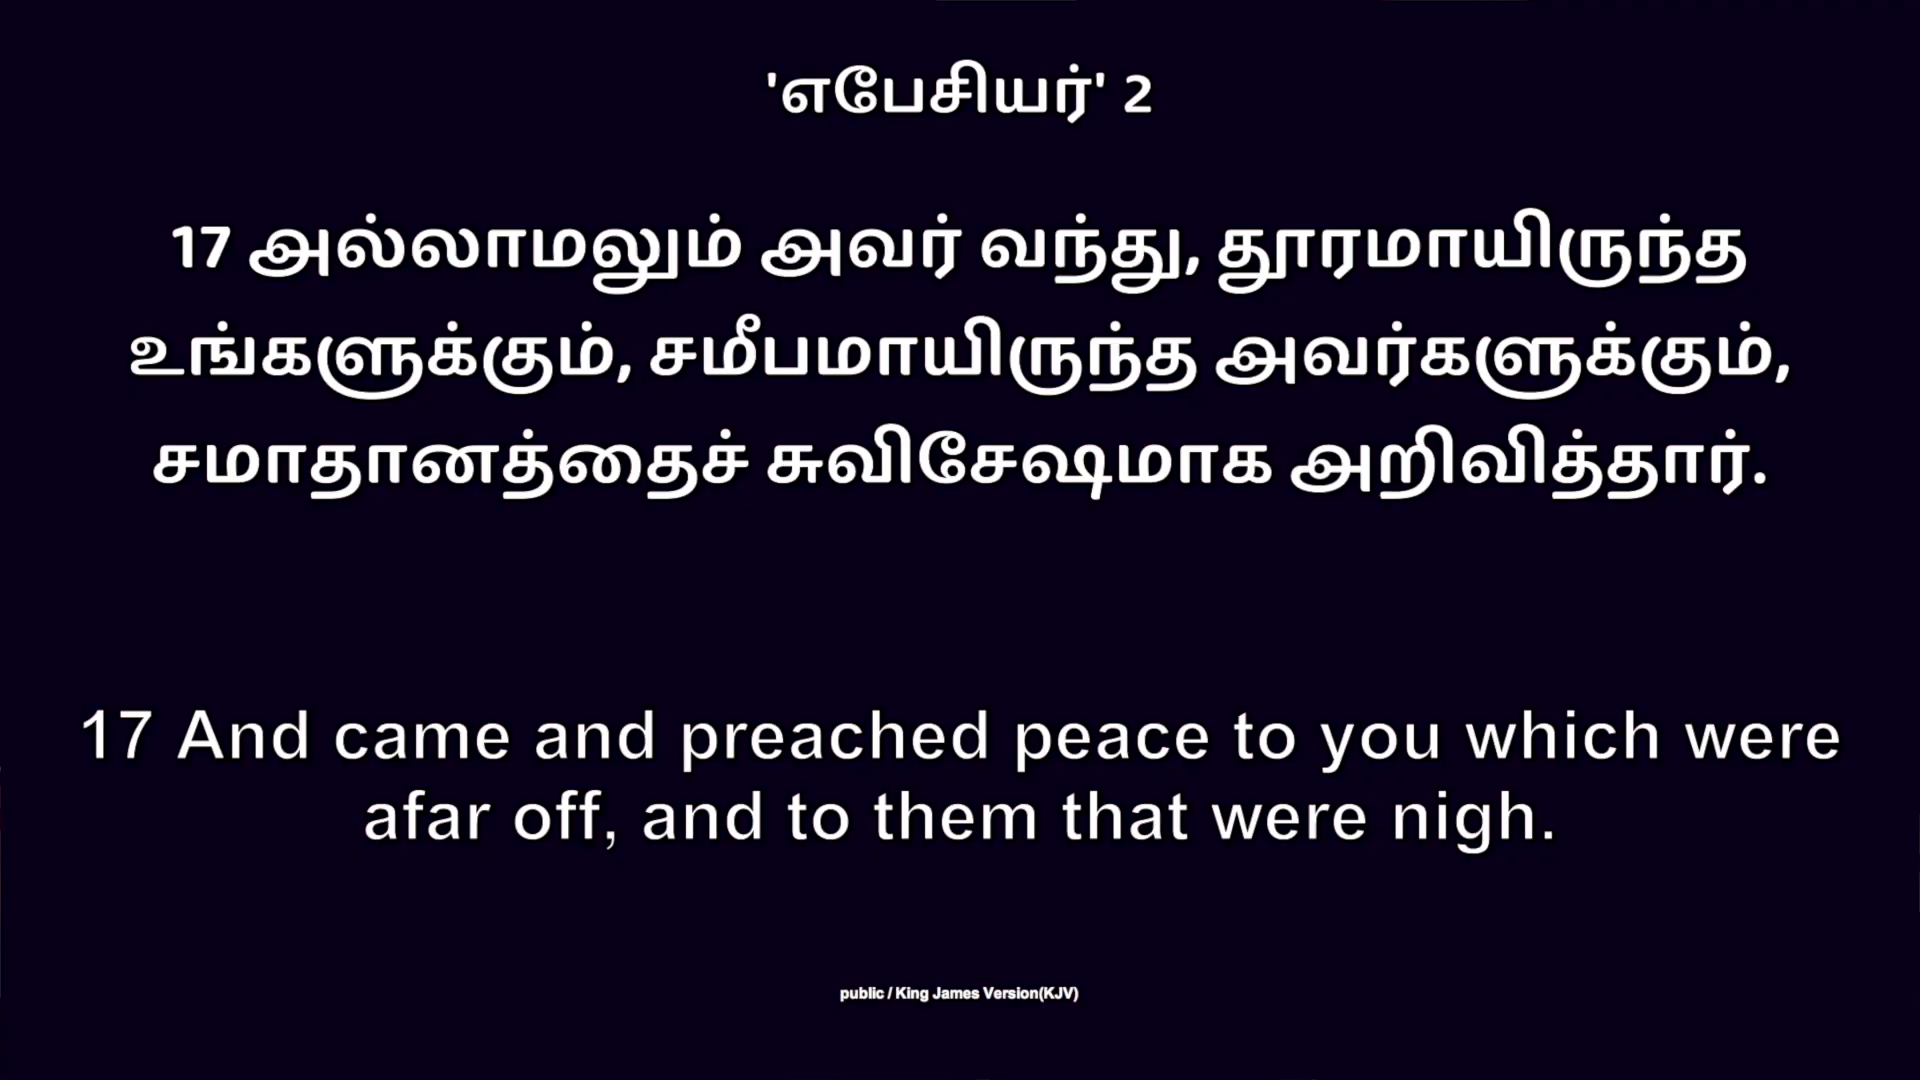 'எபேசியர்' 2
17 அல்லாமலும் அவர் வந்து, தூரமாயிருந்த
உங்களுக்கும், சமீபமாயிருந்த அவர்களுக்கும்,
சமாதானத்தைச் சுவிசேஷமாக அறிவித்தார்.
17 And came and preached peace to you which were
afar off, and to them that were nigh.
public / King James Version(KJV)